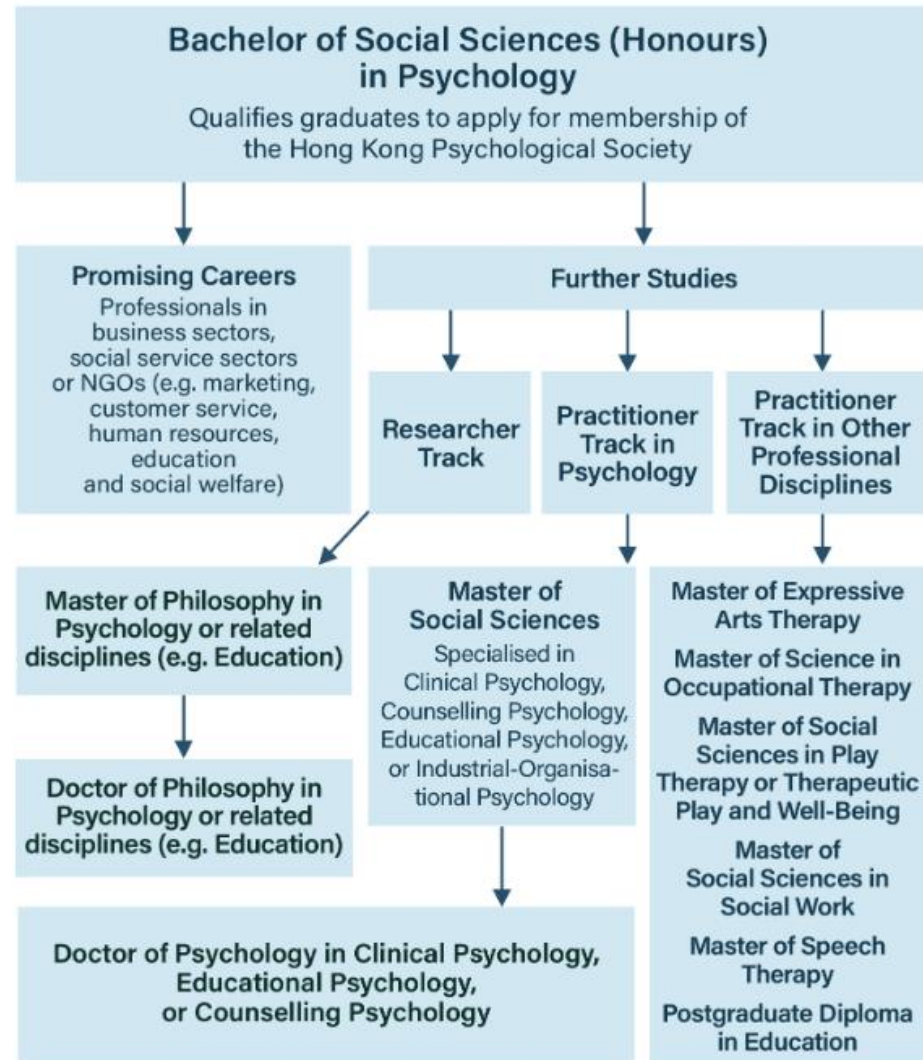 Bachelor of Social Sciences (Honours)
in Psychology
Qualifies graduates to apply for membership of
the Hong Kong Psychological Society
Promising Careers
Professionals in
business sectors,
social service sectors
or NGOs (e.g. marketing,
customer service,
human resources,
education
and social welfare)
Further Studies
Researcher
Track
Practitioner
Track in
Psychology
Practitioner
Track in Other
Professional
Disciplines
Master of Philosophy in
Psychology or related
disciplines (e.g. Education)
Doctor of Philosophy in
Psychology or related
disciplines (e.g. Education)
Master of
Social Sciences
Specialised in
Clinical Psychology,
Counselling Psychology,
Educational Psychology,
or Industrial-Organisa-
tional Psychology
Doctor of Psychology in Clinical Psychology,
Educational Psychology,
or Counselling Psychology
Master of Expressive
Arts Therapy
Master of Science in
Occupational Therapy
Master of Social
Sciences in Play
Therapy or Therapeutic
Play and Well-Being
Master of
Social Sciences in
Social Work
Master of Speech
Therapy
Postgraduate Diploma
in Education